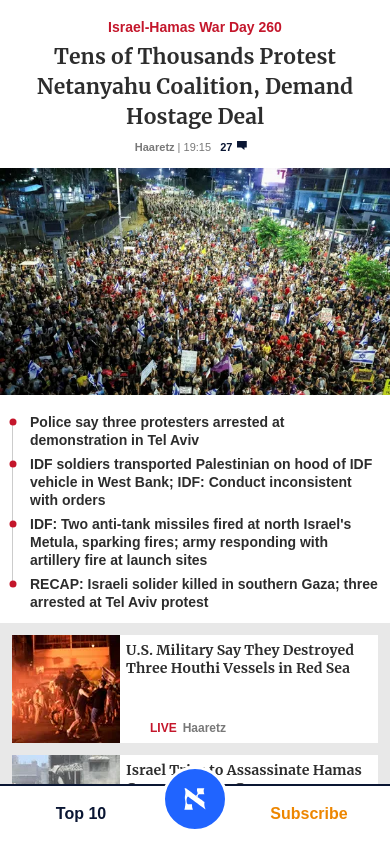 Israel-Hamas War Day 260
Tens of Thousands Protest
Netanyahu Coalition, Demand
Hostage Deal
Haaretz | 19:15 27
Police say three protesters arrested at
demonstration in Tel Aviv
IDF soldiers transported Palestinian on hood of IDF
vehicle in West Bank; IDF: Conduct inconsistent
with orders
IDF: Two anti-tank missiles fired at north Israel's
Metula, sparking fires; army responding with
artillery fire at launch sites
RECAP: Israeli solider killed in southern Gaza; three
arrested at Tel Aviv protest
U.S. Military Say They Destroyed
Three Houthi Vessels in Red Sea
LIVE Haaretz
Israel Tries to Assassinate Hamas
Top 10
Subscribe